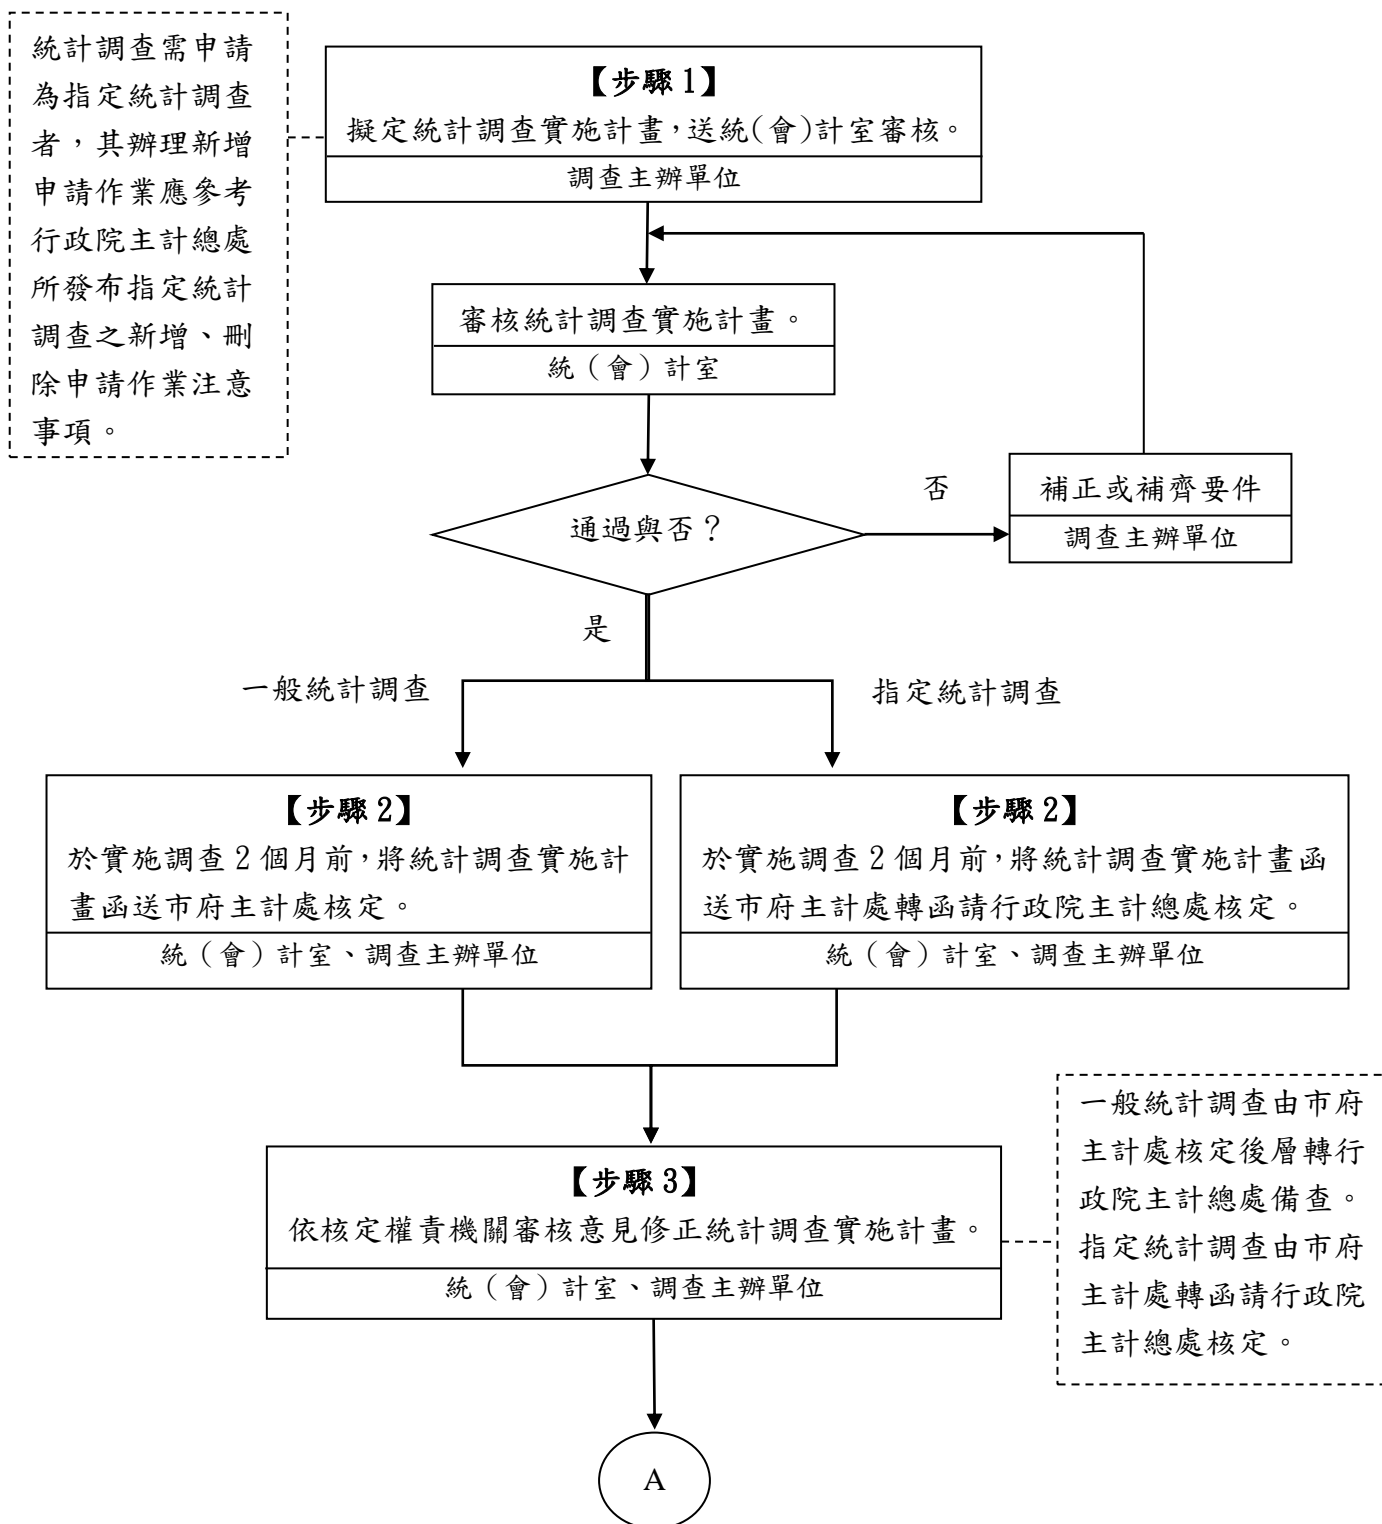 統計調查需申請
為指定統計調查
者，其辦理新增
申請作業應參考
行政院主計總處
所發布指定統計
調查之新增、刪
除申請作業注意
事項。
【步驟1】
擬定統計調查實施計畫，送統(會)計室審核。
調查主辦單位
審核統計調查實施計畫。
統（會）計室
通過與否？
否
補正或補齊要件
調查主辦單位
是
一般統計調查
指定統計調查
【步驟2】
於實施調查2個月前，將統計調查實施計
畫函送市府主計處核定。
統（會）計室、調查主辦單位
【步驟2】
於實施調查2個月前，將統計調查實施計畫函
送市府主計處轉函請行政院主計總處核定。
統（會）計室、調查主辦單位
【步驟3】
依核定權責機關審核意見修正統計調查實施計畫。
統（會）計室、調查主辦單位
一般統計調查由市府
主計處核定後層轉行
政院主計總處備查。
指定統計調查由市府
主計處轉函請行政院
主計總處核定。
A